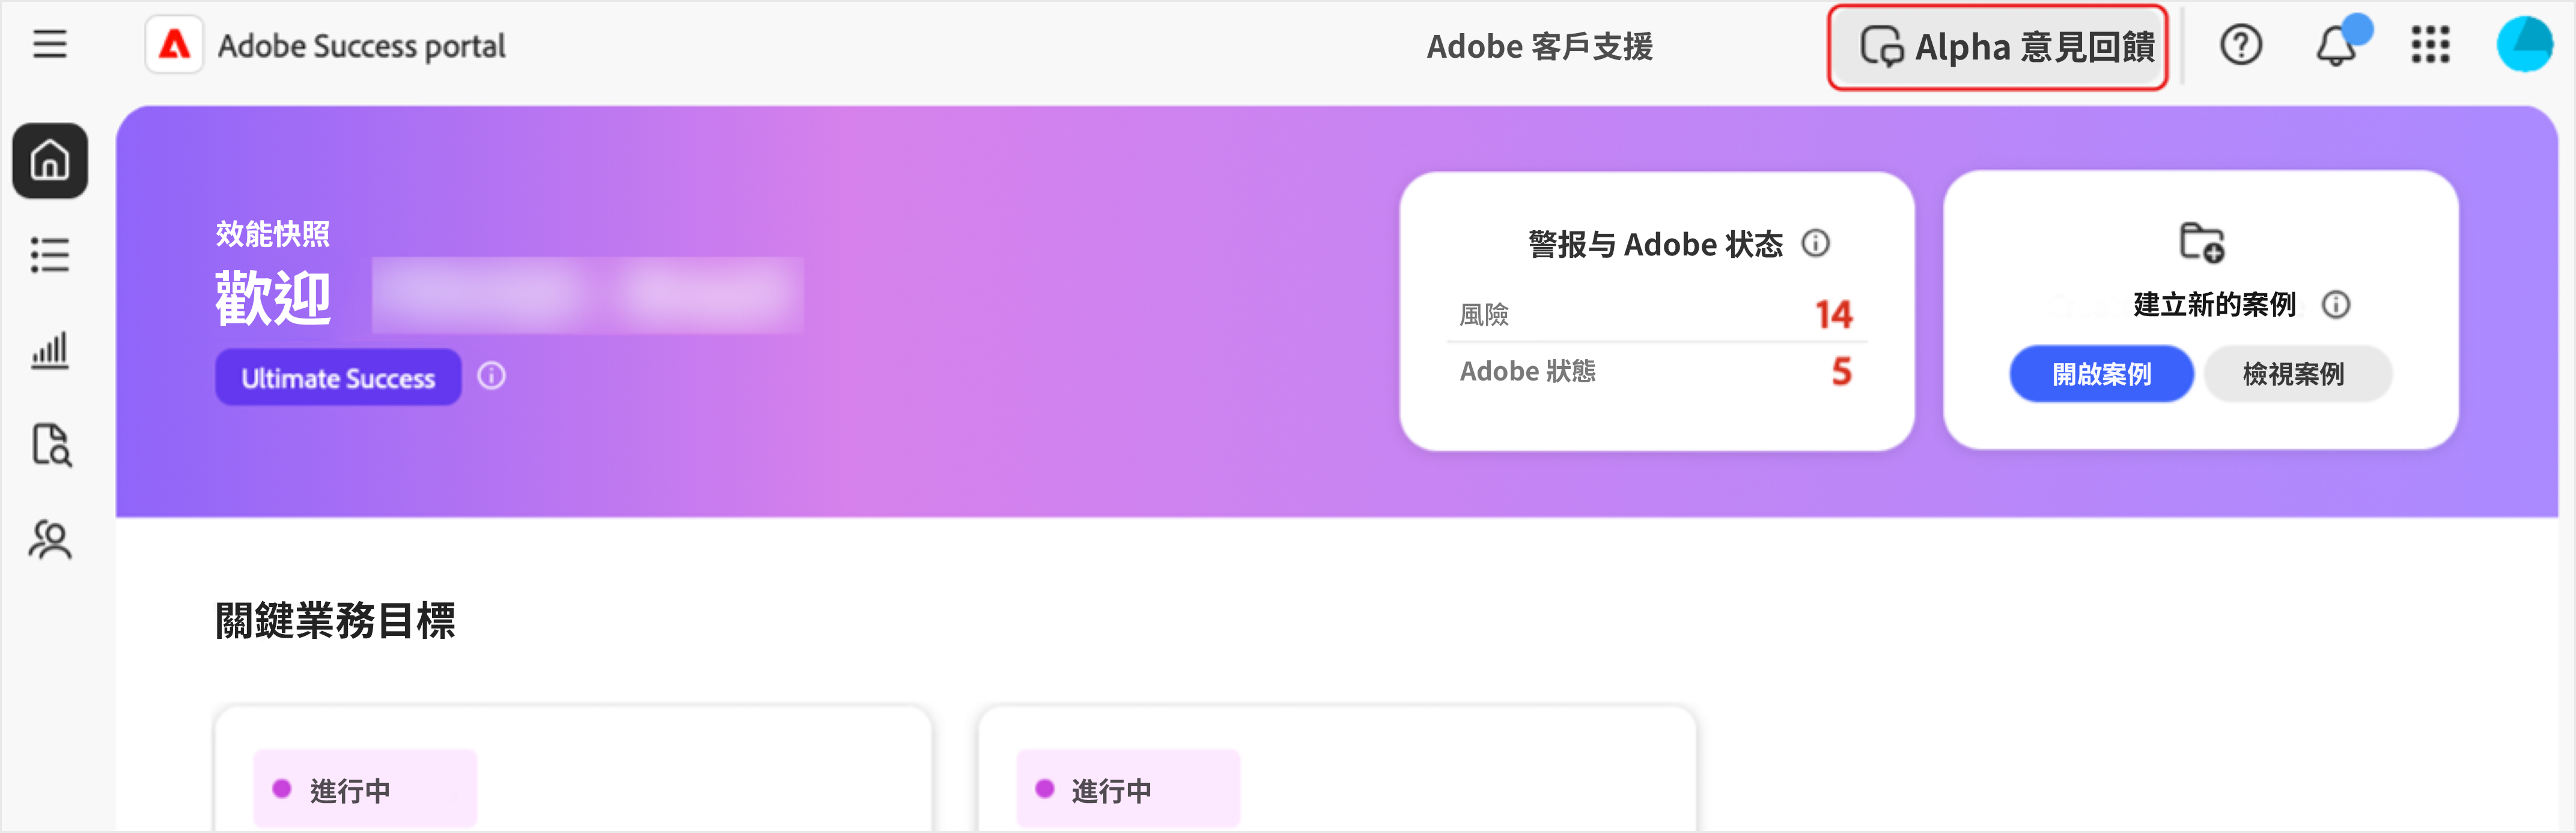 Adobe Success portal
Adobe 客戶支援
Alpha 意見回饋
效能快照
歡迎
Ultimate Success
警报与 Adobe 状态
風險 14
Adobe 狀態 5
建立新的案例
開啟案例 檢視案例
關鍵業務目標
進行中
進行中